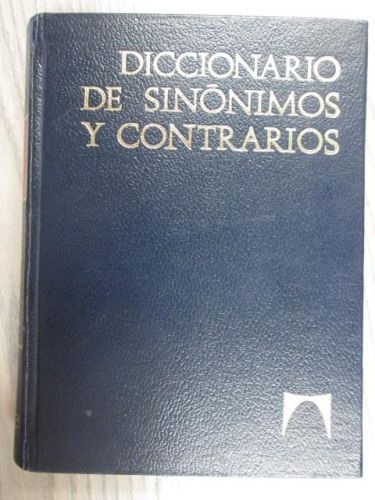 DICCIONARIO
DE SINÓNIMOS
Y CONTRARIOS